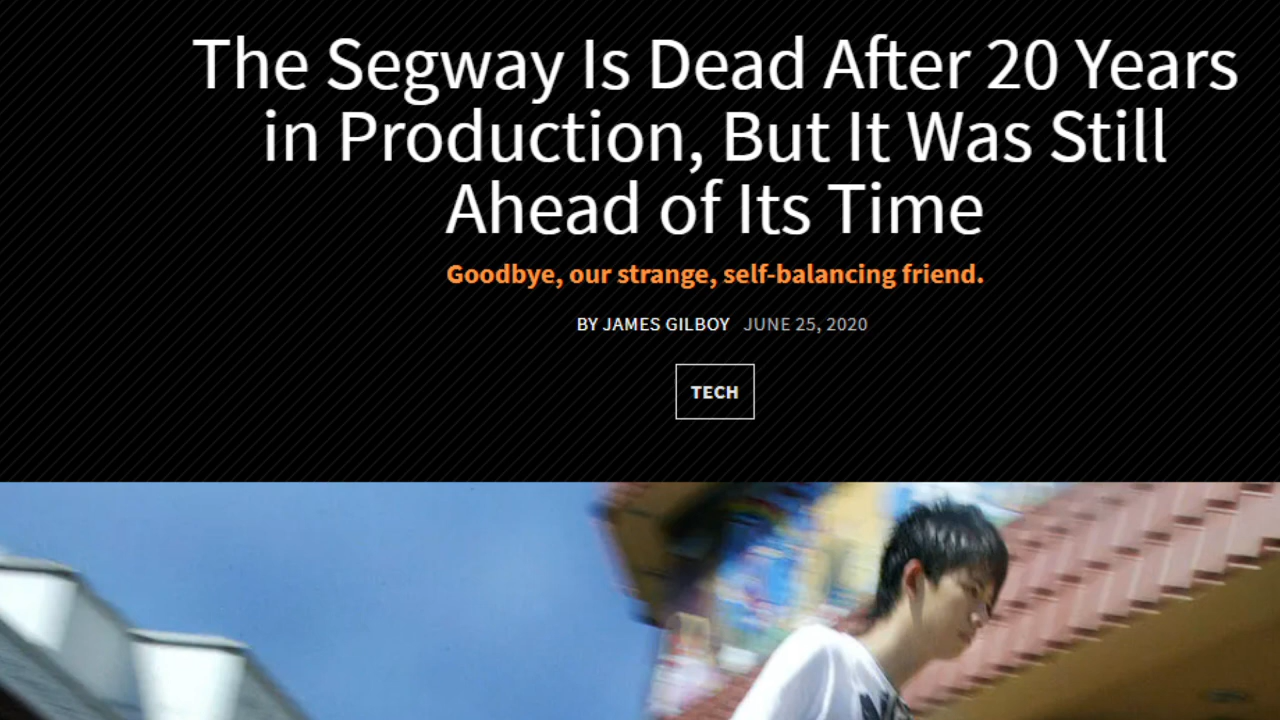 The Segway Is Dead After 20 Years
in Production, But It Was Still
Ahead of Its Time
Goodbye, our strange, self-balancing friend.
BY JAMES GILBOY JUNE 25, 2020
TECH